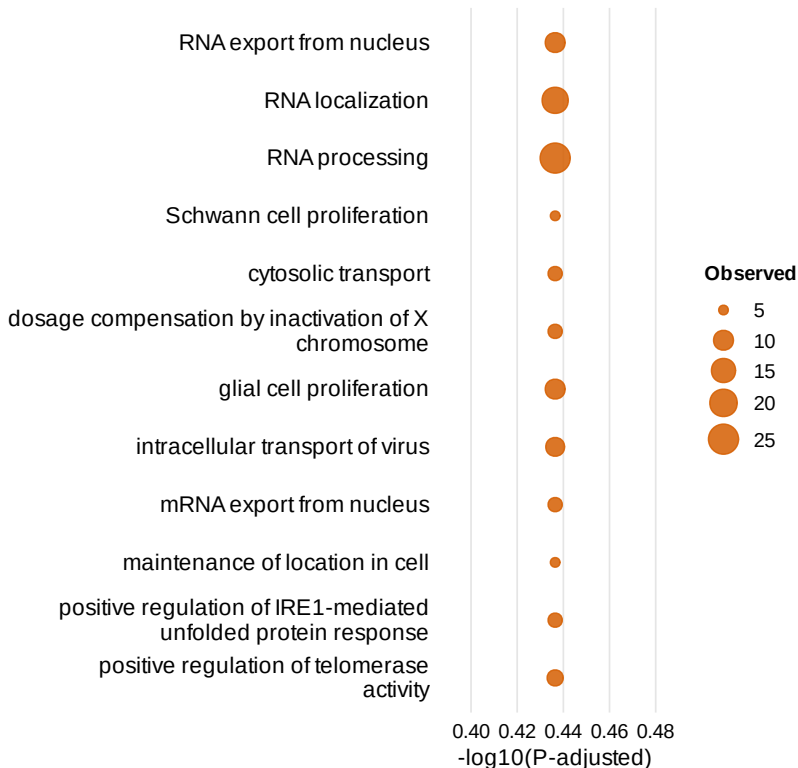 RNA export from nucleus
RNA localization
RNA processing
Schwann cell proliferation
cytosolic transport
dosage compensation by inactivation of X
chromosome
glial cell proliferation
intracellular transport of virus
mRNA export from nucleus
maintenance of location in cell
positive regulation of IRE1-mediated
unfolded protein response
positive regulation of telomerase
activity
0.40 0.42 0.44 0.46 0.48
-log10(P-adjusted)
Observed
5
10
15
20
25